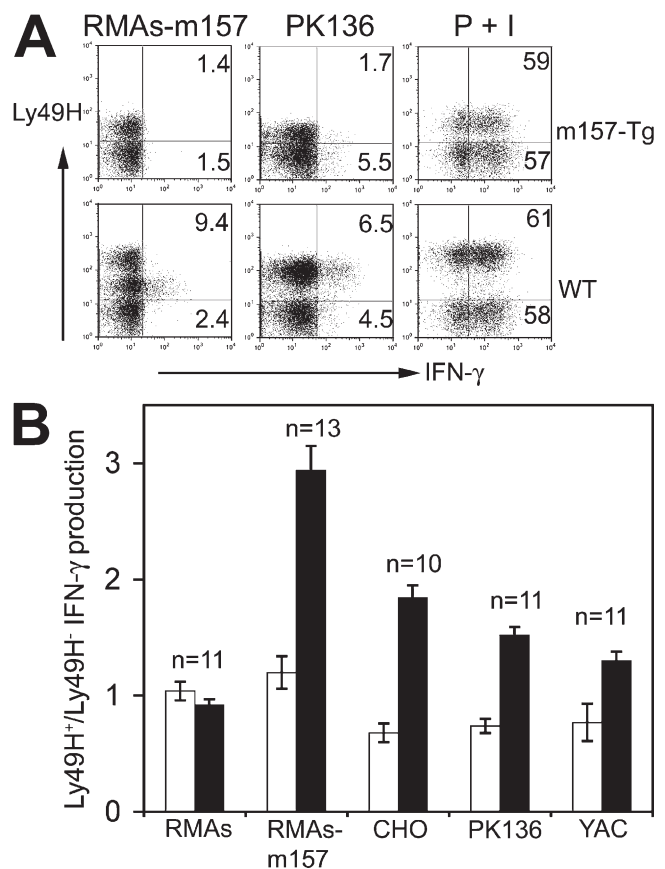 A
RMAs-m157 PK136 P + I
Ly49H
1.4 1.7 59
1.5 5.5 57
m157-Tg
9.4 6.5 61
2.4 4.5 58
WT
IFN-γ
B
Ly49H⁺/Ly49H⁻ IFN-γ production
3
2
1
0
n=11
n=13
n=10
n=11
n=11
RMAs RMAs-m157 CHO PK136 YAC